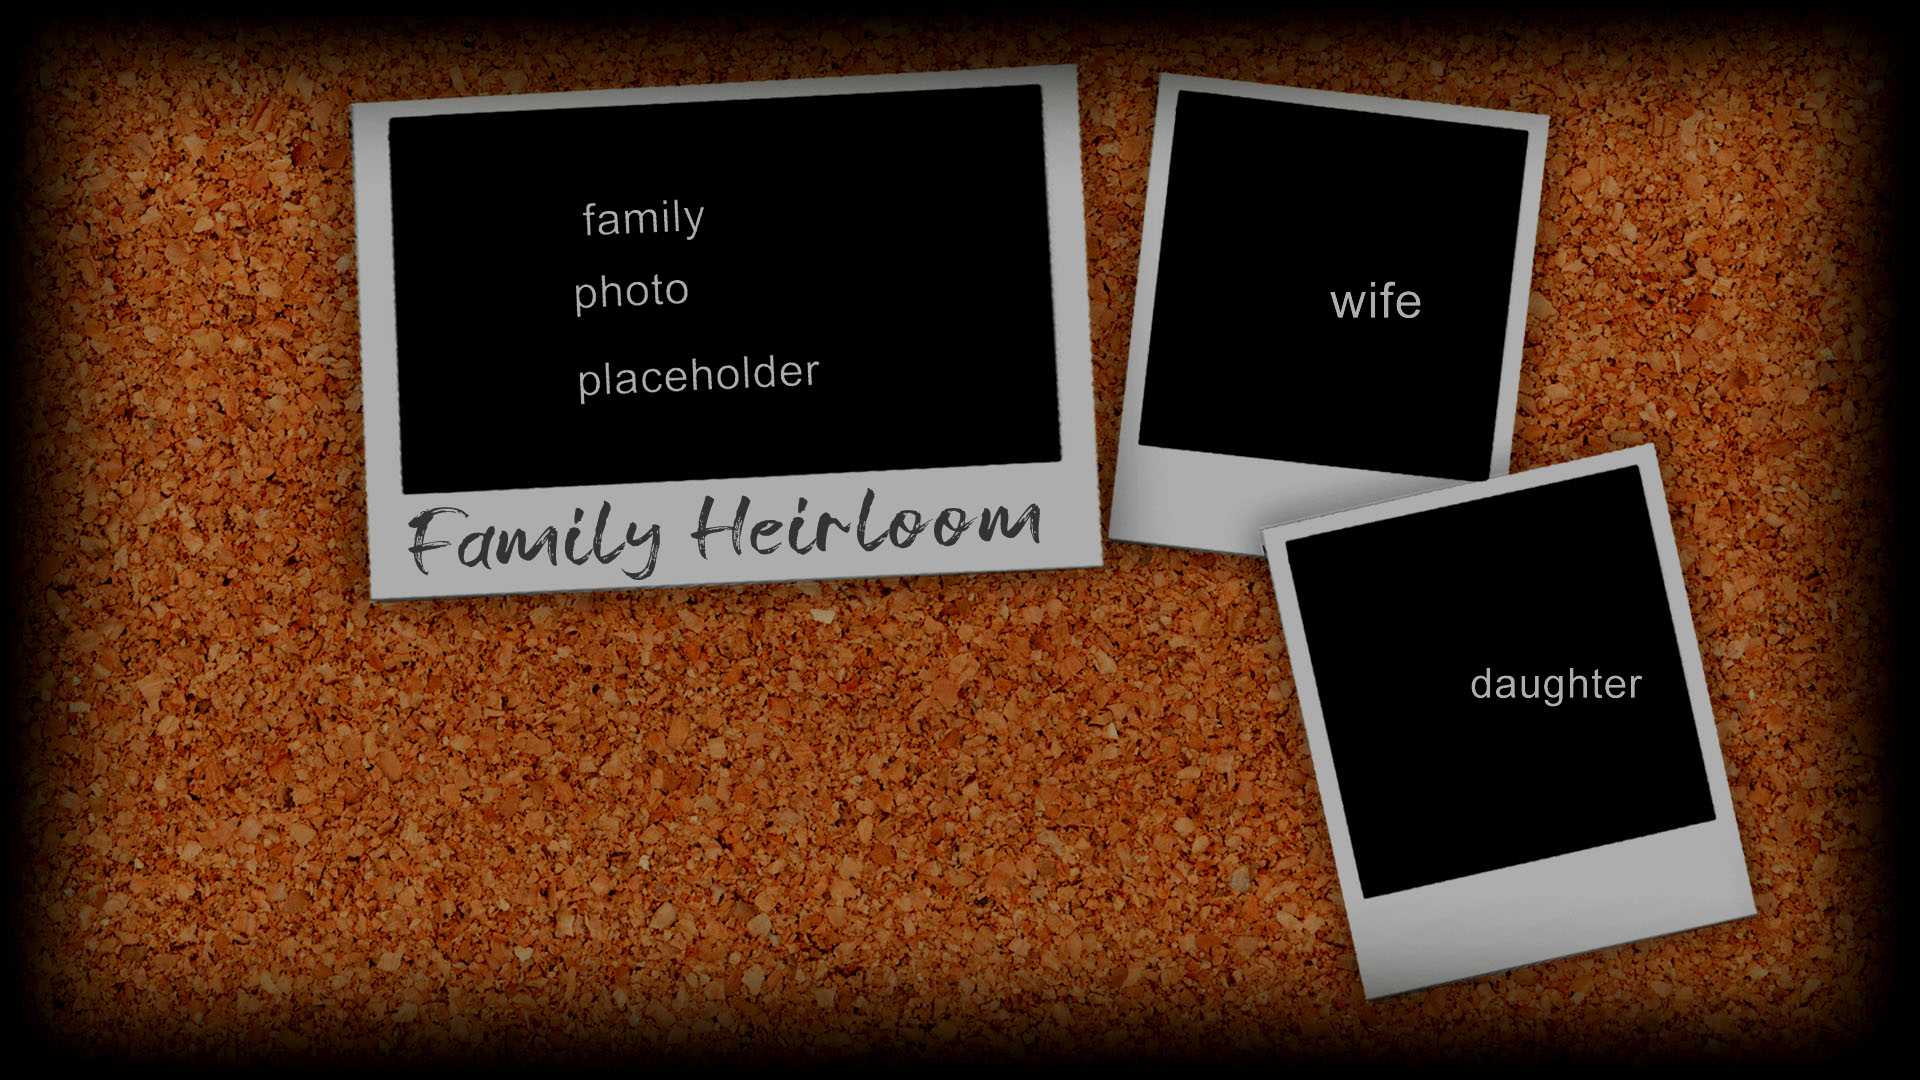 family
photo
placeholder
Family Heirloom
wife
daughter